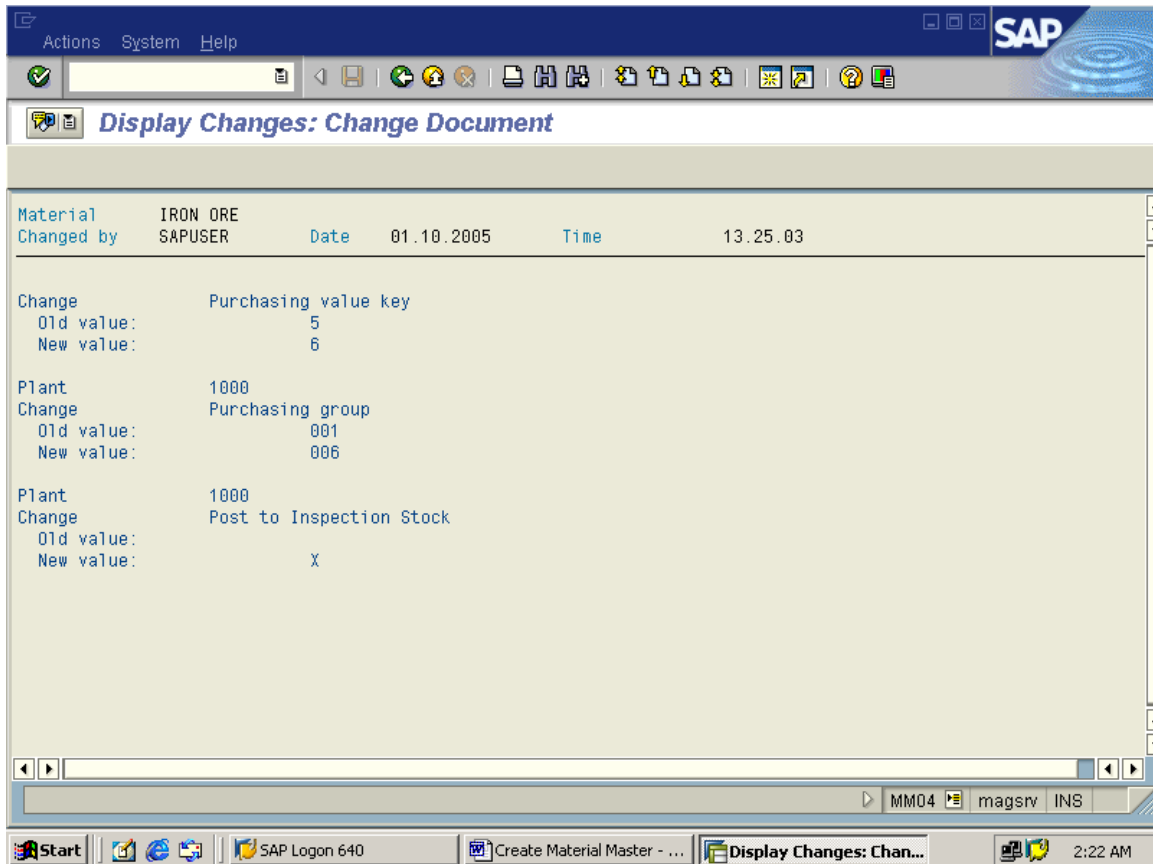 Actions System Help
SAP
Display Changes: Change Document
Material IRON ORE
Changed by SAPUSER Date 01.10.2005 Time 13.25.03
Change Purchasing value key
Old value: 5
New value: 6
Plant 1000
Change Purchasing group
Old value: 001
New value: 006
Plant 1000
Change Post to Inspection Stock
Old value:
New value: X
MM04 magsrv INS
Start SAP Logon 640 Create Material Master - ... Display Changes: Chan... 2:22 AM